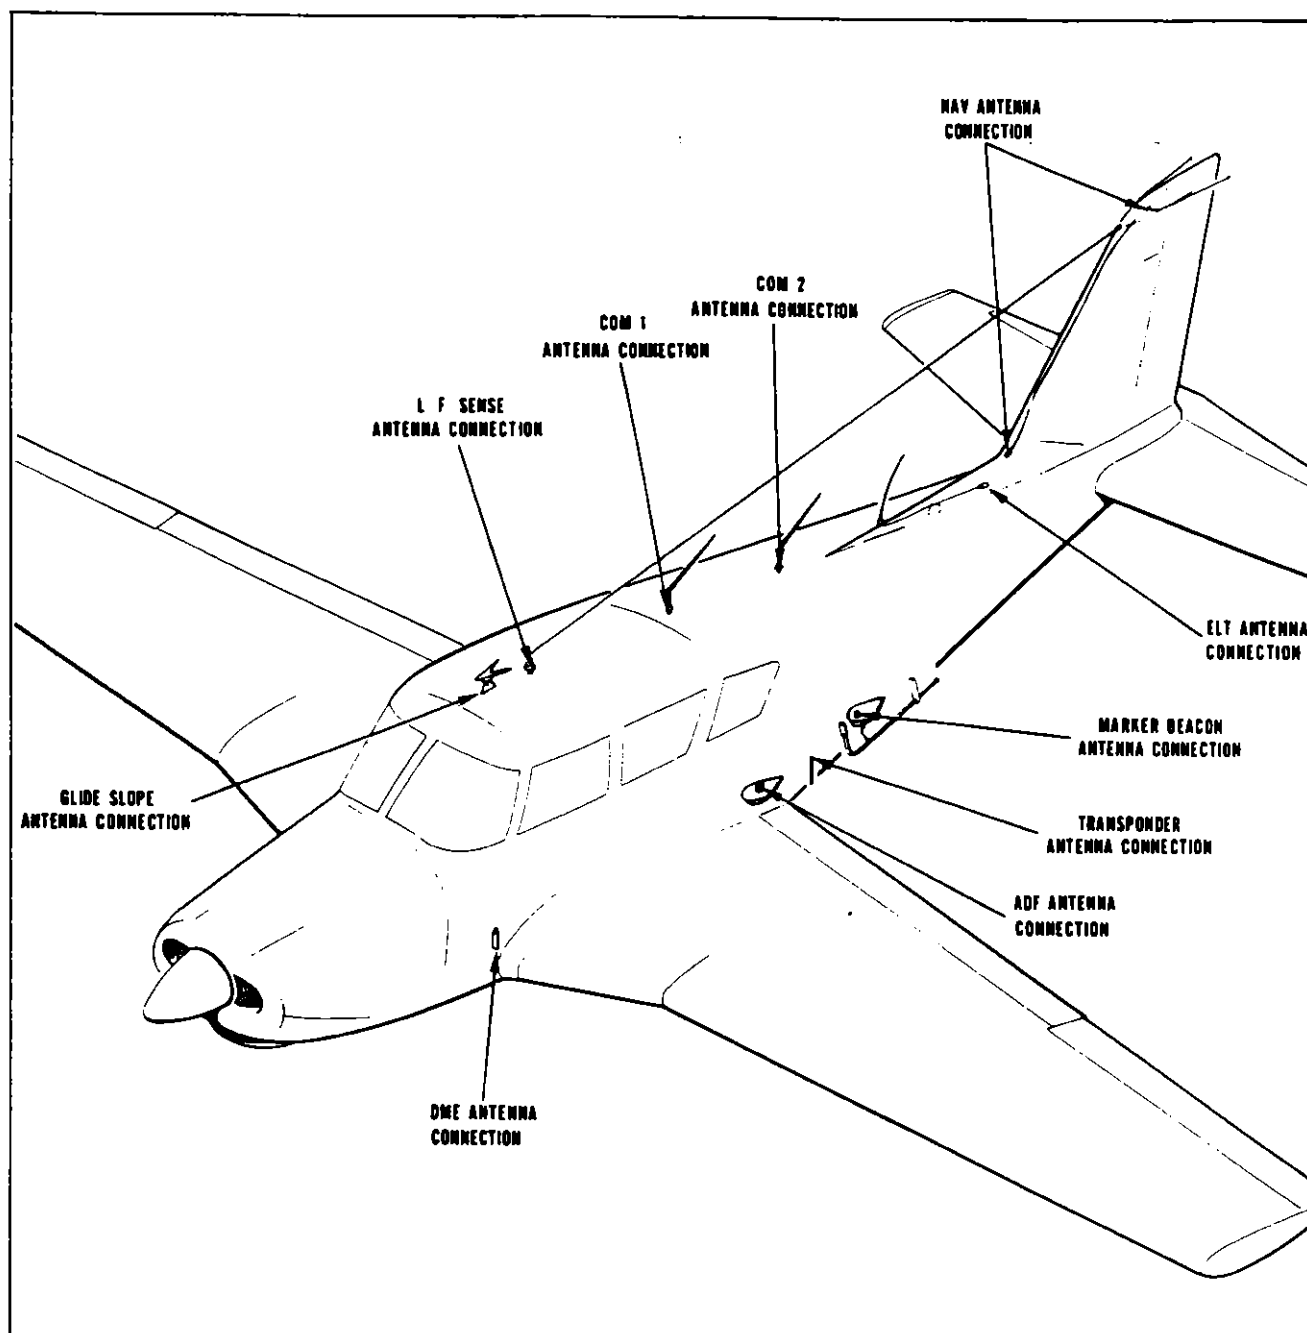 NAV ANTENNA
CONNECTION
COM 2
ANTENNA CONNECTION
COM 1
ANTENNA CONNECTION
L F SENSE
ANTENNA CONNECTION
ELT ANTENNA
CONNECTION
MARKER BEACON
ANTENNA CONNECTION
GLIDE SLOPE
ANTENNA CONNECTION
TRANSPONDER
ANTENNA CONNECTION
ADF ANTENNA
CONNECTION
DME ANTENNA
CONNECTION